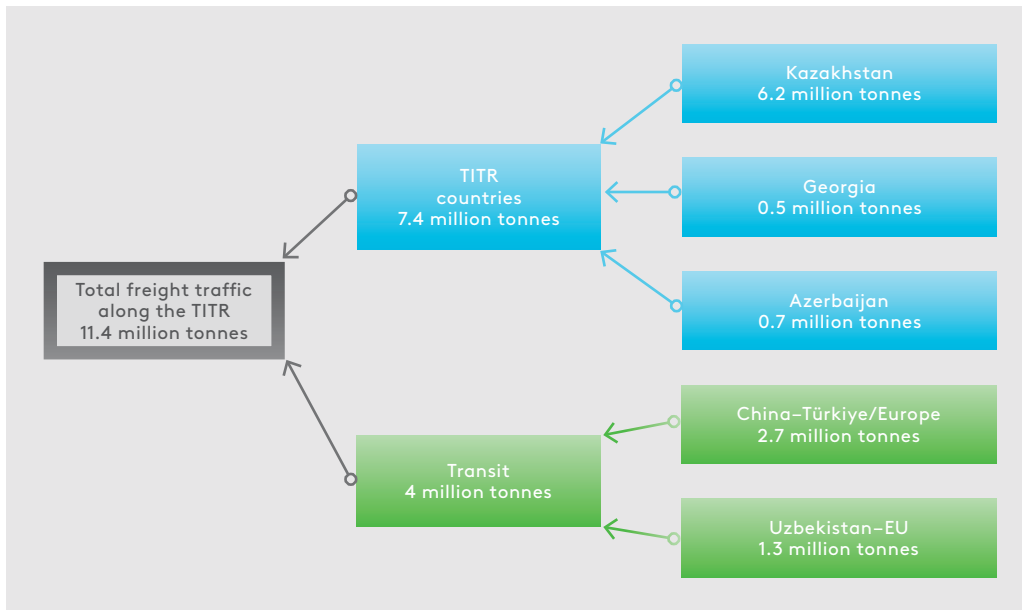 Kazakhstan
6.2 million tonnes
TITR
countries
7.4 million tonnes
Georgia
0.5 million tonnes
Total freight traffic
along the TITR
11.4 million tonnes
Azerbaijan
0.7 million tonnes
China–Türkiye/Europe
2.7 million tonnes
Transit
4 million tonnes
Uzbekistan–EU
1.3 million tonnes